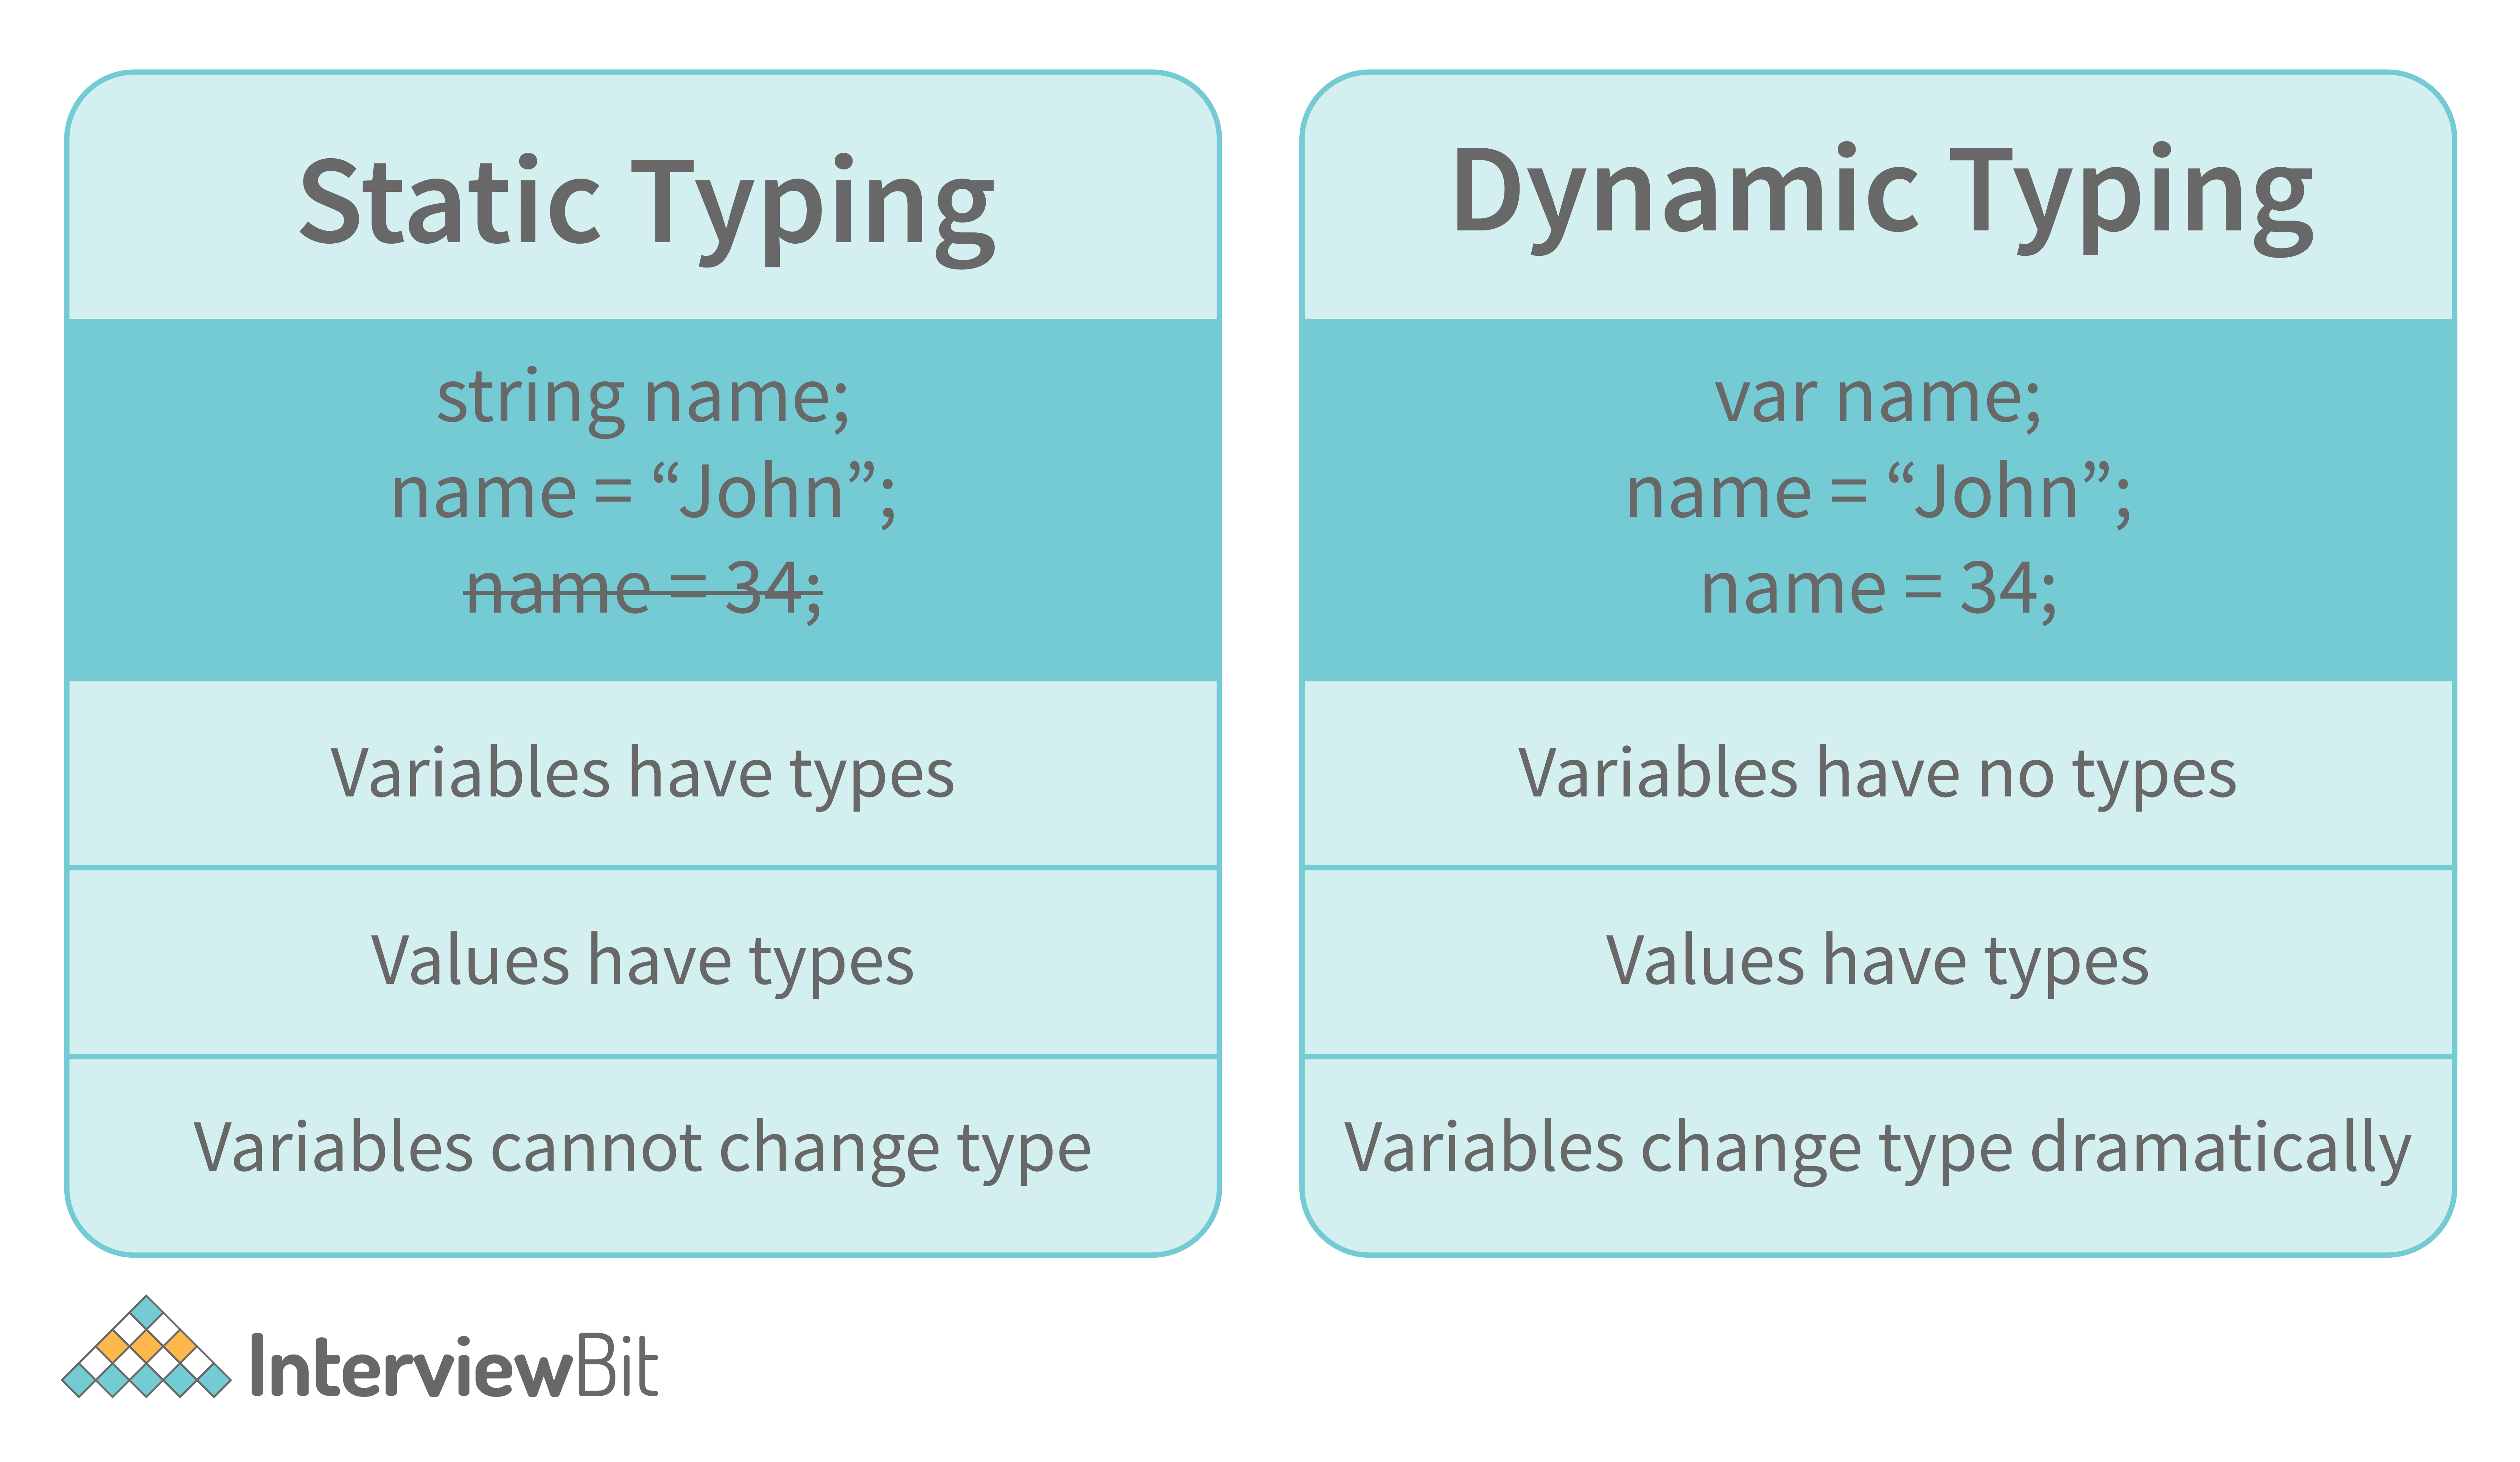 Static Typing
string name;
name = “John”;
name = 34;
Variables have types
Values have types
Variables cannot change type
Dynamic Typing
var name;
name = “John”;
name = 34;
Variables have no types
Values have types
Variables change type dramatically
InterviewBit